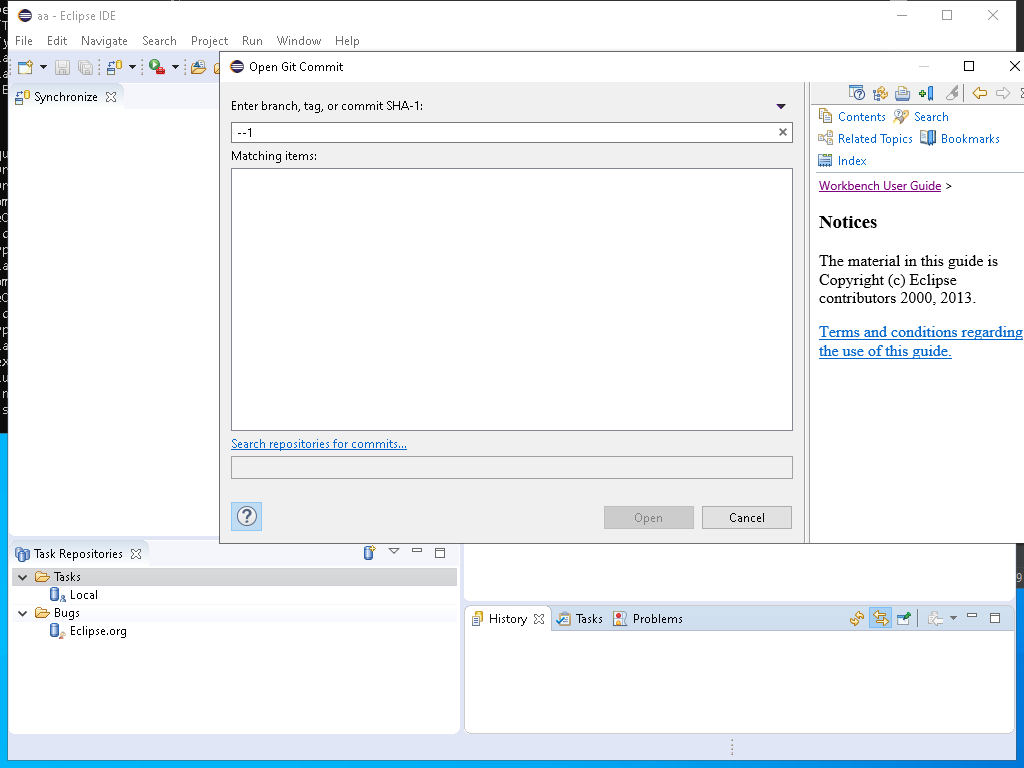 aa - Eclipse IDE
File Edit Navigate Search Project Run Window Help
Synchronize
Open Git Commit
Enter branch, tag, or commit SHA-1:
--1
Matching items:
Search repositories for commits...
Open
Cancel
Contents
Search
Related Topics
Bookmarks
Index
Workbench User Guide >
Notices
The material in this guide is
Copyright (c) Eclipse
contributors 2000, 2013.
Terms and conditions regarding
the use of this guide.
Task Repositories
Tasks
Local
Bugs
Eclipse.org
History
Tasks
Problems